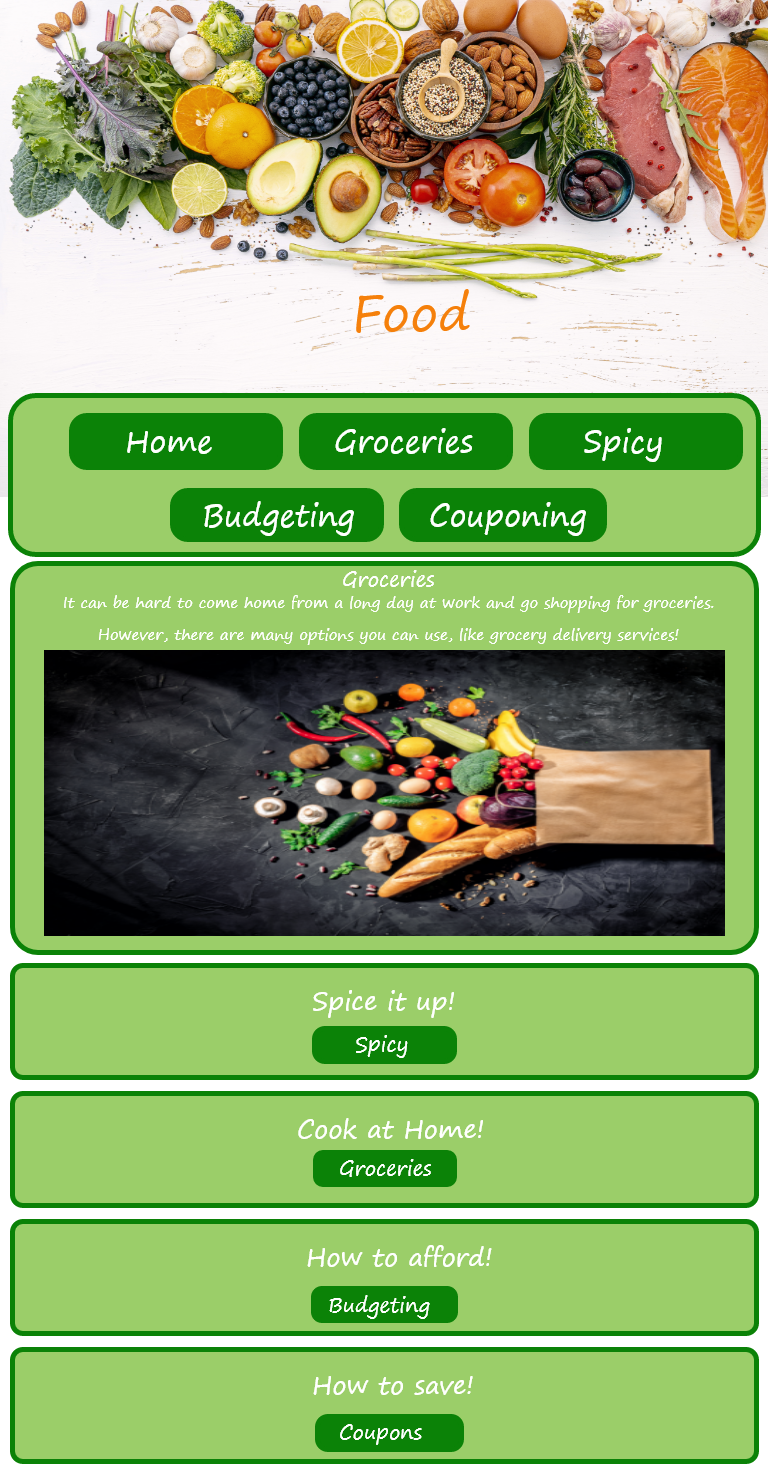 Food
Home Groceries Spicy
Budgeting Couponing
Groceries
It can be hard to come home from a long day at work and go shopping for groceries.
However, there are many options you can use, like grocery delivery services!
Spice it up!
Spicy
Cook at Home!
Groceries
How to afford!
Budgeting
How to save!
Coupons